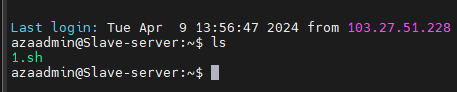 Last login: Tue Apr  9 13:56:47 2024 from 103.27.51.228
azaadmin@Slave-server:~$ ls
1.sh
azaadmin@Slave-server:~$